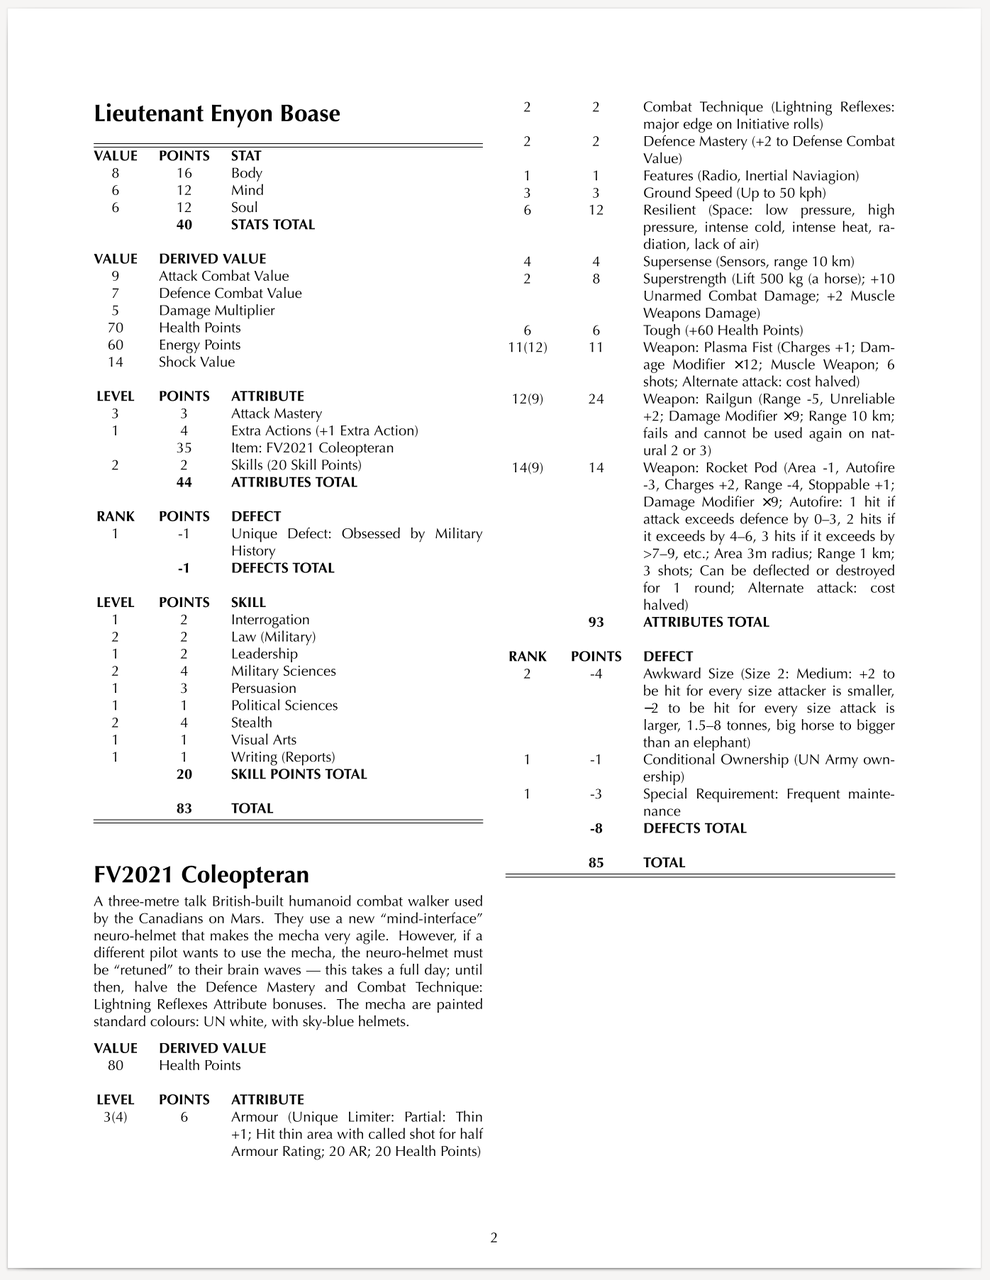 Lieutenant Enyon Boase
VALUE POINTS STAT
8 16 Body
6 12 Mind
6 12 Soul
40 STATS TOTAL
VALUE DERIVED VALUE
9 Attack Combat Value
7 Defence Combat Value
5 Damage Multiplier
70 Health Points
60 Energy Points
14 Shock Value
LEVEL POINTS ATTRIBUTE
3 3 Attack Mastery
1 4 Extra Actions (+1 Extra Action)
35 Item: FV2021 Coleopteran
2 2 Skills (20 Skill Points)
44 ATTRIBUTES TOTAL
RANK POINTS DEFECT
1 -1 Unique Defect: Obsessed by Military
History
-1 DEFECTS TOTAL
LEVEL POINTS SKILL
1 2 Interrogation
2 2 Law (Military)
1 2 Leadership
2 4 Military Sciences
1 3 Persuasion
1 1 Political Sciences
2 4 Stealth
1 1 Visual Arts
1 1 Writing (Reports)
20 SKILL POINTS TOTAL
83 TOTAL
FV2021 Coleopteran
A three-metre talk British-built humanoid combat walker used
by the Canadians on Mars. They use a new “mind-interface”
neuro-helmet that makes the mecha very agile. However, if a
different pilot wants to use the mecha, the neuro-helmet must
be “retuned” to their brain waves — this takes a full day; until
then, halve the Defence Mastery and Combat Technique:
Lightning Reflexes Attribute bonuses. The mecha are painted
standard colours: UN white, with sky-blue helmets.
VALUE DERIVED VALUE
80 Health Points
LEVEL POINTS ATTRIBUTE
3(4) 6 Armour (Unique Limiter: Partial: Thin
+1; Hit thin area with called shot for half
Armour Rating; 20 AR; 20 Health Points)
2 2 Combat Technique (Lightning Reflexes:
major edge on Initiative rolls)
2 2 Defence Mastery (+2 to Defense Combat
Value)
1 1 Features (Radio, Inertial Naviagion)
3 3 Ground Speed (Up to 50 kph)
6 12 Resilient (Space: low pressure, high
pressure, intense cold, intense heat, ra-
diation, lack of air)
4 4 Supersense (Sensors, range 10 km)
2 8 Superstrength (Lift 500 kg (a horse); +10
Unarmed Combat Damage; +2 Muscle
Weapons Damage)
6 6 Tough (+60 Health Points)
11(12) 11 Weapon: Plasma Fist (Charges +1; Dam-
age Modifier ×12; Muscle Weapon; 6
shots; Alternate attack: cost halved)
12(9) 24 Weapon: Railgun (Range -5, Unreliable
+2; Damage Modifier ×9; Range 10 km;
fails and cannot be used again on nat-
ural 2 or 3)
14(9) 14 Weapon: Rocket Pod (Area -1, Autofire
-3, Charges +2, Range -4, Stoppable +1;
Damage Modifier ×9; Autofire: 1 hit if
attack exceeds defence by 0–3, 2 hits if
it exceeds by 4–6, 3 hits if it exceeds by
>7–9, etc.; Area 3m radius; Range 1 km;
3 shots; Can be deflected or destroyed
for 1 round; Alternate attack: cost
halved)
93 ATTRIBUTES TOTAL
RANK POINTS DEFECT
2 -4 Awkward Size (Size 2: Medium: +2 to
be hit for every size attacker is smaller,
−2 to be hit for every size attack is
larger, 1.5–8 tonnes, big horse to bigger
than an elephant)
1 -1 Conditional Ownership (UN Army own-
ership)
1 -3 Special Requirement: Frequent mainte-
nance
-8 DEFECTS TOTAL
85 TOTAL
2